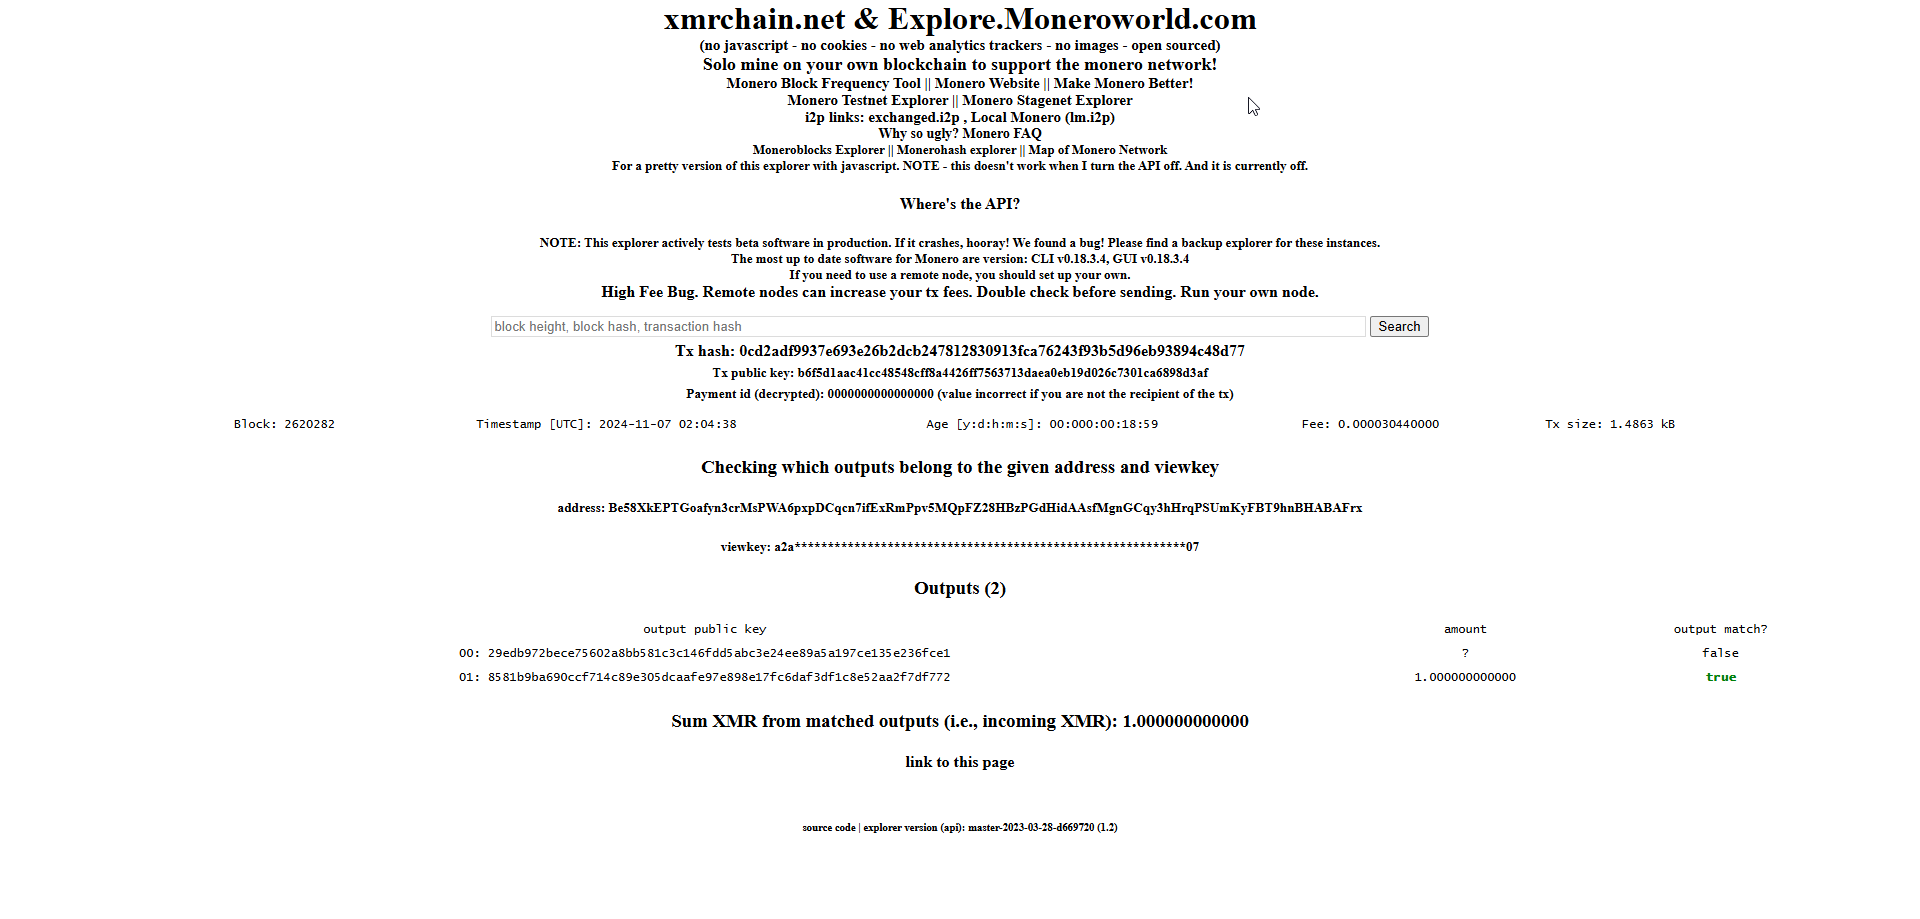 xmrchain.net & Explore.Moneroworld.com
(no javascript - no cookies - no web analytics trackers - no images - open sourced)
Solo mine on your own blockchain to support the monero network!
Monero Block Frequency Tool || Monero Website || Make Monero Better!
Monero Testnet Explorer || Monero Stagenet Explorer
i2p links: exchanged.i2p , Local Monero (lm.i2p)
Why so ugly? Monero FAQ
Moneroblocks Explorer || Monerohash explorer || Map of Monero Network
For a pretty version of this explorer with javascript. NOTE - this doesn't work when I turn the API off. And it is currently off.
Where's the API?
NOTE: This explorer actively tests beta software in production. If it crashes, hooray! We found a bug! Please find a backup explorer for these instances.
The most up to date software for Monero are version: CLI v0.18.3.4, GUI v0.18.3.4
If you need to use a remote node, you should set up your own.
High Fee Bug. Remote nodes can increase your tx fees. Double check before sending. Run your own node.
block height, block hash, transaction hash Search
Tx hash: 0cd2adf9937e693e26b2dcb247812830913fca76243f93b5d96eb93894c48d77
Tx public key: b6f5d1aac41cc48548cff8a4426ff7563713daea0eb19d026c7301ca6898d3af
Payment id (decrypted): 0000000000000000 (value incorrect if you are not the recipient of the tx)
Block: 2620282 Timestamp [UTC]: 2024-11-07 02:04:38 Age [y:d:h:m:s]: 00:000:00:18:59 Fee: 0.000030440000 Tx size: 1.4863 kB
Checking which outputs belong to the given address and viewkey
address: Be58XkEPTGoafyn3crMsPWA6pxpDCqcn7ifExRmPpv5MQpFZ28HBzPGdHidAAsfMgnGCqy3hHrqPSUmKyFBT9hnBHABAFrx
viewkey: a2a***********************************************************07
Outputs (2)
output public key amount output match?
00: 29edb972bece75602a8bb581c3c146fdd5abc3e24ee89a5a197ce135e236fce1 ? false
01: 8581b9ba690ccf714c89e305dcaafe97e898e17fc6daf3df1c8e52aa2f7df772 1.000000000000 true
Sum XMR from matched outputs (i.e., incoming XMR): 1.000000000000
link to this page
source code | explorer version (api): master-2023-03-28-d669720 (1.2)